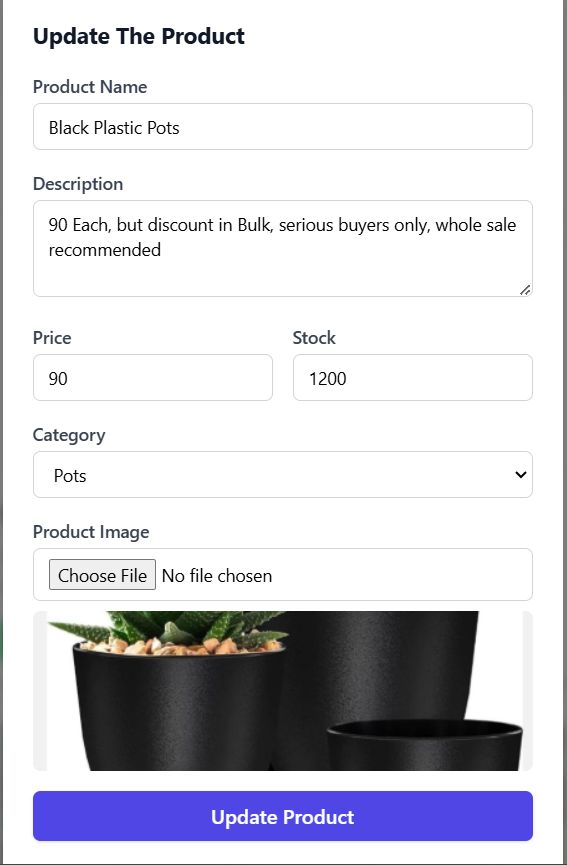 Update The Product
Product Name
Black Plastic Pots
Description
90 Each, but discount in Bulk, serious buyers only, whole sale
recommended
Price
Stock
90
1200
Category
Pots
Product Image
Choose File No file chosen
Update Product